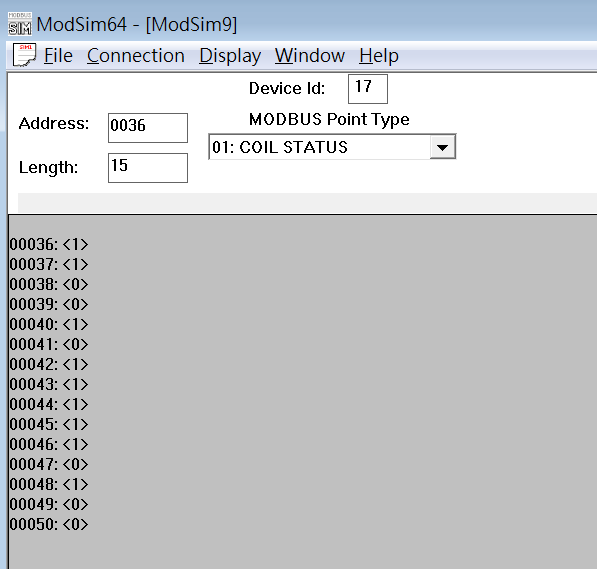 MODBUS SIM ModSim64 - [ModSim9]
SIM1 File Connection Display Window Help
Device Id: 17
Address: 0036 MODBUS Point Type
01: COIL STATUS
Length: 15
00036: <1>
00037: <1>
00038: <0>
00039: <0>
00040: <1>
00041: <0>
00042: <1>
00043: <1>
00044: <1>
00045: <1>
00046: <1>
00047: <0>
00048: <1>
00049: <0>
00050: <0>